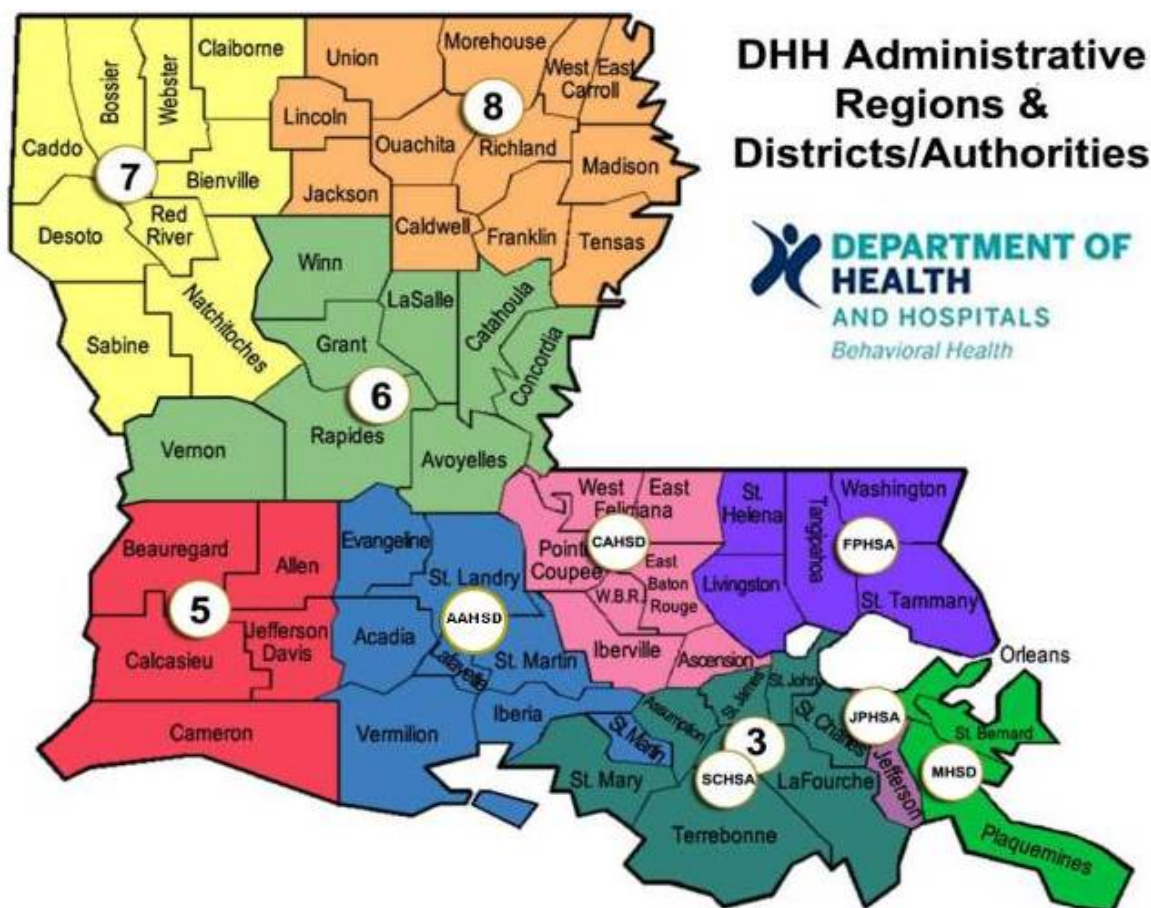 DHH Administrative
Regions &
Districts/Authorities
DEPARTMENT OF
HEALTH
AND HOSPITALS
Behavioral Health
Claiborne
Union
Morehouse
West East
Carroll
Bossier
Webster
Lincoln
8
Caddo
Ouachita
Richland
Madison
7
Bienville
Jackson
Red
River
Desoto
Caldwell
Franklin
Tensas
Winn
LaSalle
Catahoula
Natchitoches
Sabine
Grant
Concordia
6
Rapides
Vernon
Avoyelles
West
Feliciana
East
St.
Helena
Tangipahoa
Washington
Beauregard
Allen
Evangeline
Pointe
Coupee
CAHSD
FPHSA
East
Baton
Rouge
St. Landry
Livingston
W.B.R.
St. Tammany
5
AAHSD
Jefferson
Davis
Acadia
Calcasieu
Lafayette
St. Martin
Iberville
Ascension
Orleans
St. James
St. John
Cameron
Vermilion
Iberia
Assumption
St. Martin
St. Charles
JPHSA
St. Bernard
3
SCHSA
St. Mary
LaFourche
Jefferson
MHSD
Terrebonne
Plaquemines